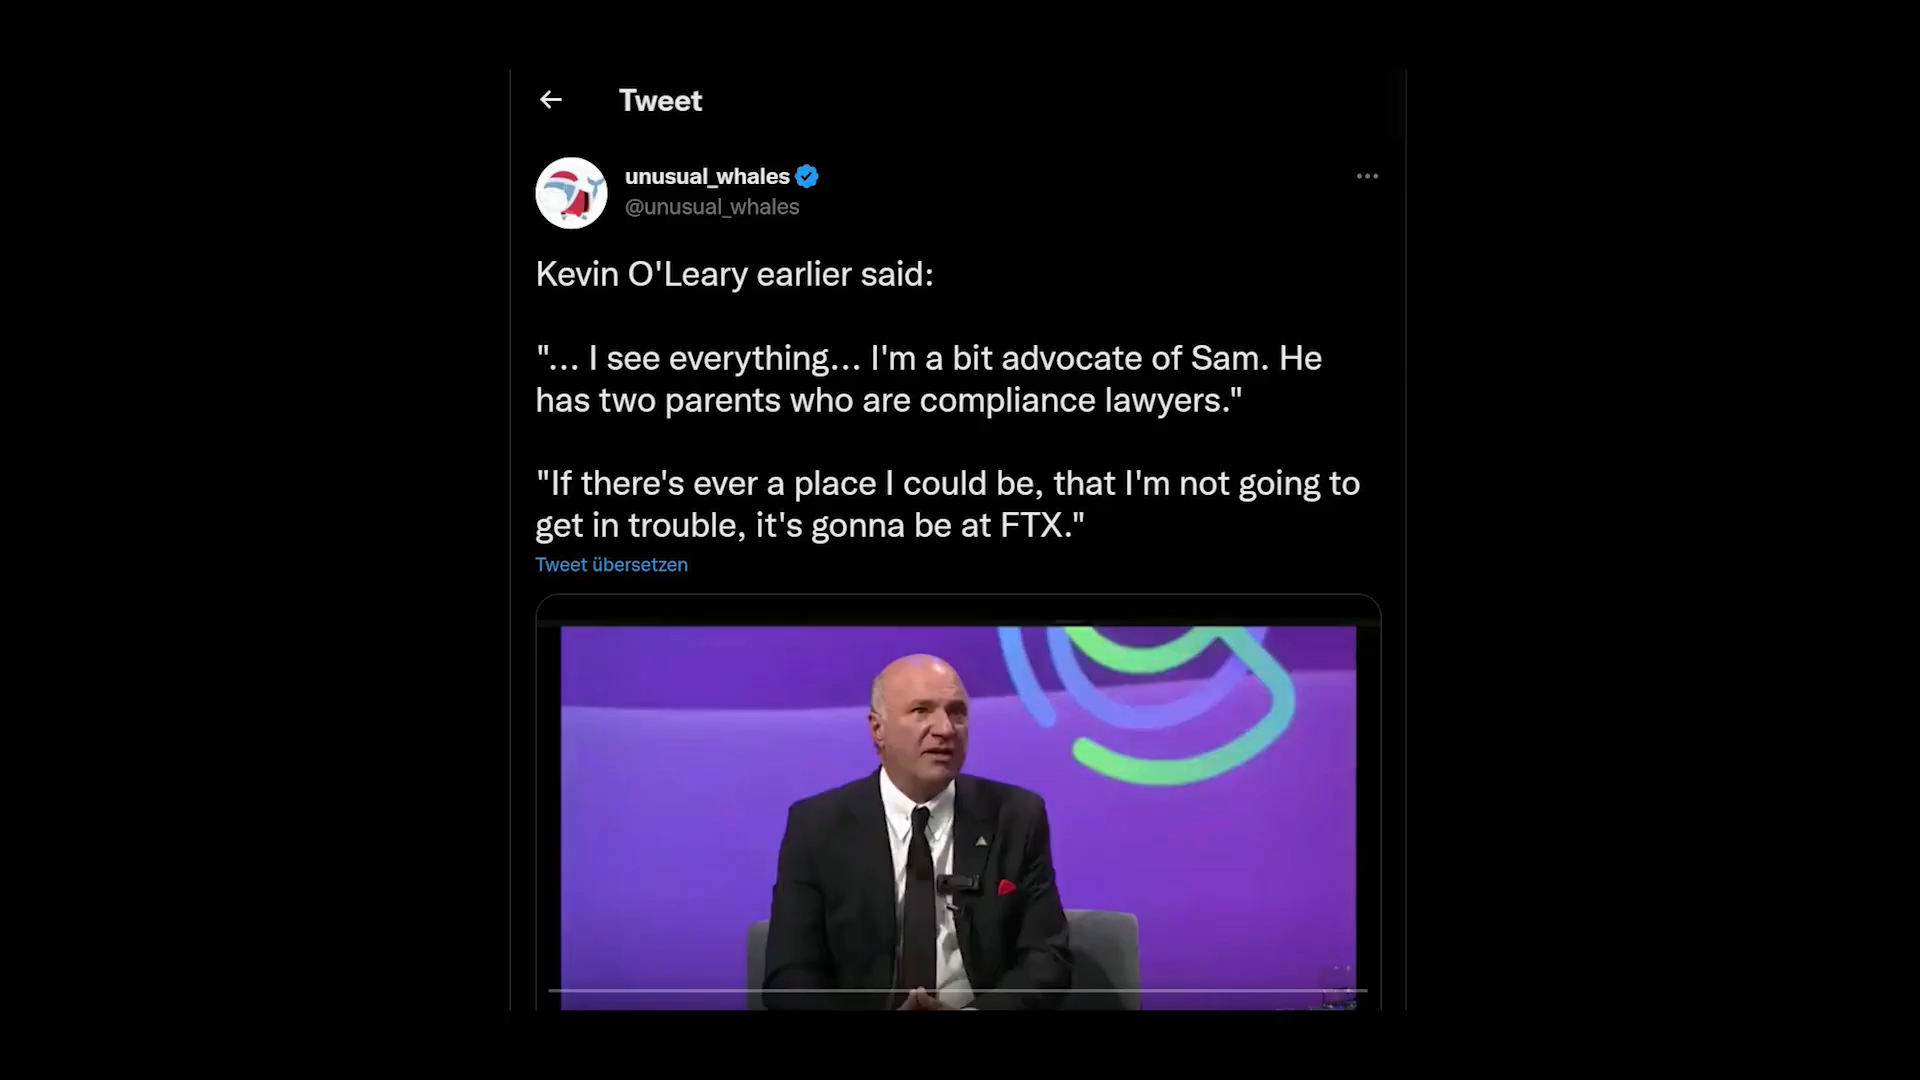 Tweet
unusual_whales
@unusual_whales
Kevin O'Leary earlier said:
"... I see everything... I'm a bit advocate of Sam. He
has two parents who are compliance lawyers."
"If there's ever a place I could be, that I'm not going to
get in trouble, it's gonna be at FTX."
Tweet übersetzen